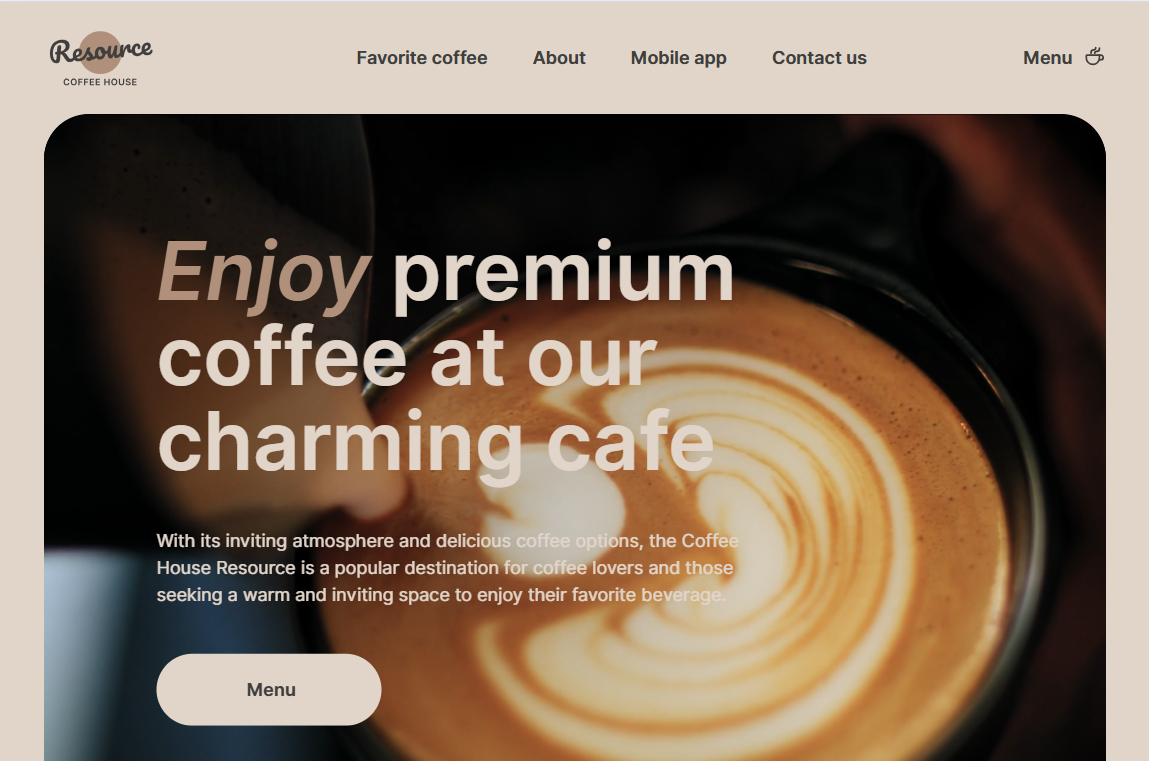 Resource
COFFEE HOUSE
Favorite coffee
About
Mobile app
Contact us
Menu
Enjoy premium
coffee at our
charming cafe
With its inviting atmosphere and delicious coffee options, the Coffee
House Resource is a popular destination for coffee lovers and those
seeking a warm and inviting space to enjoy their favorite beverage.
Menu